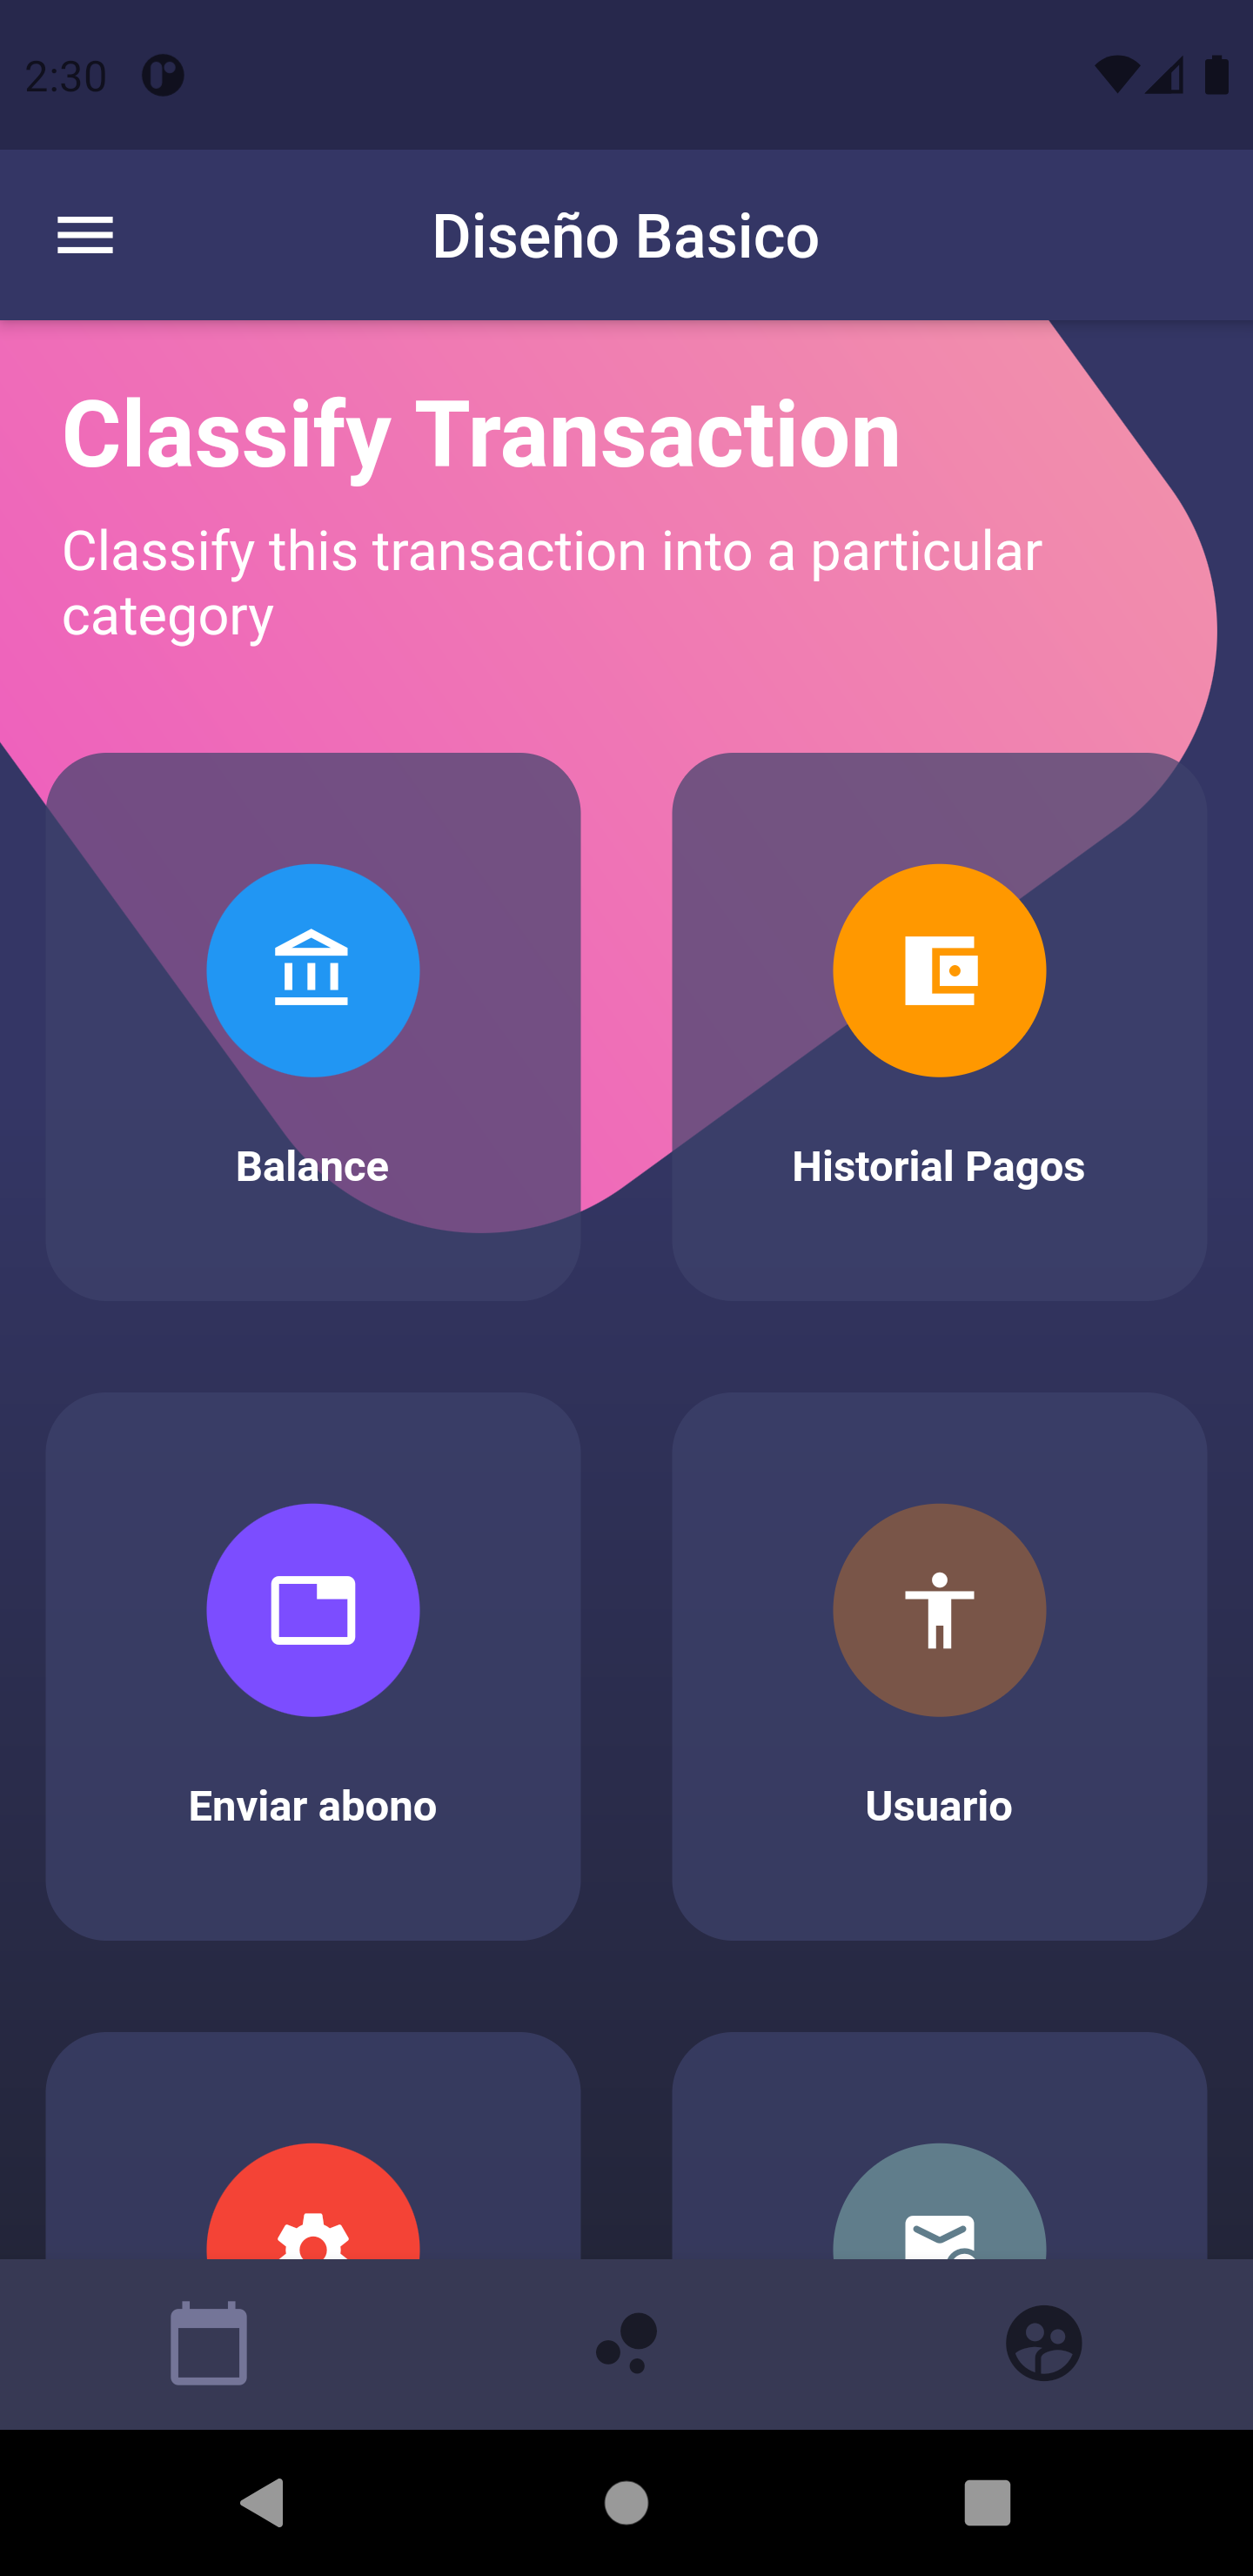 2:30
Diseño Basico
Classify Transaction
Classify this transaction into a particular
category
Balance
Historial Pagos
Enviar abono
Usuario